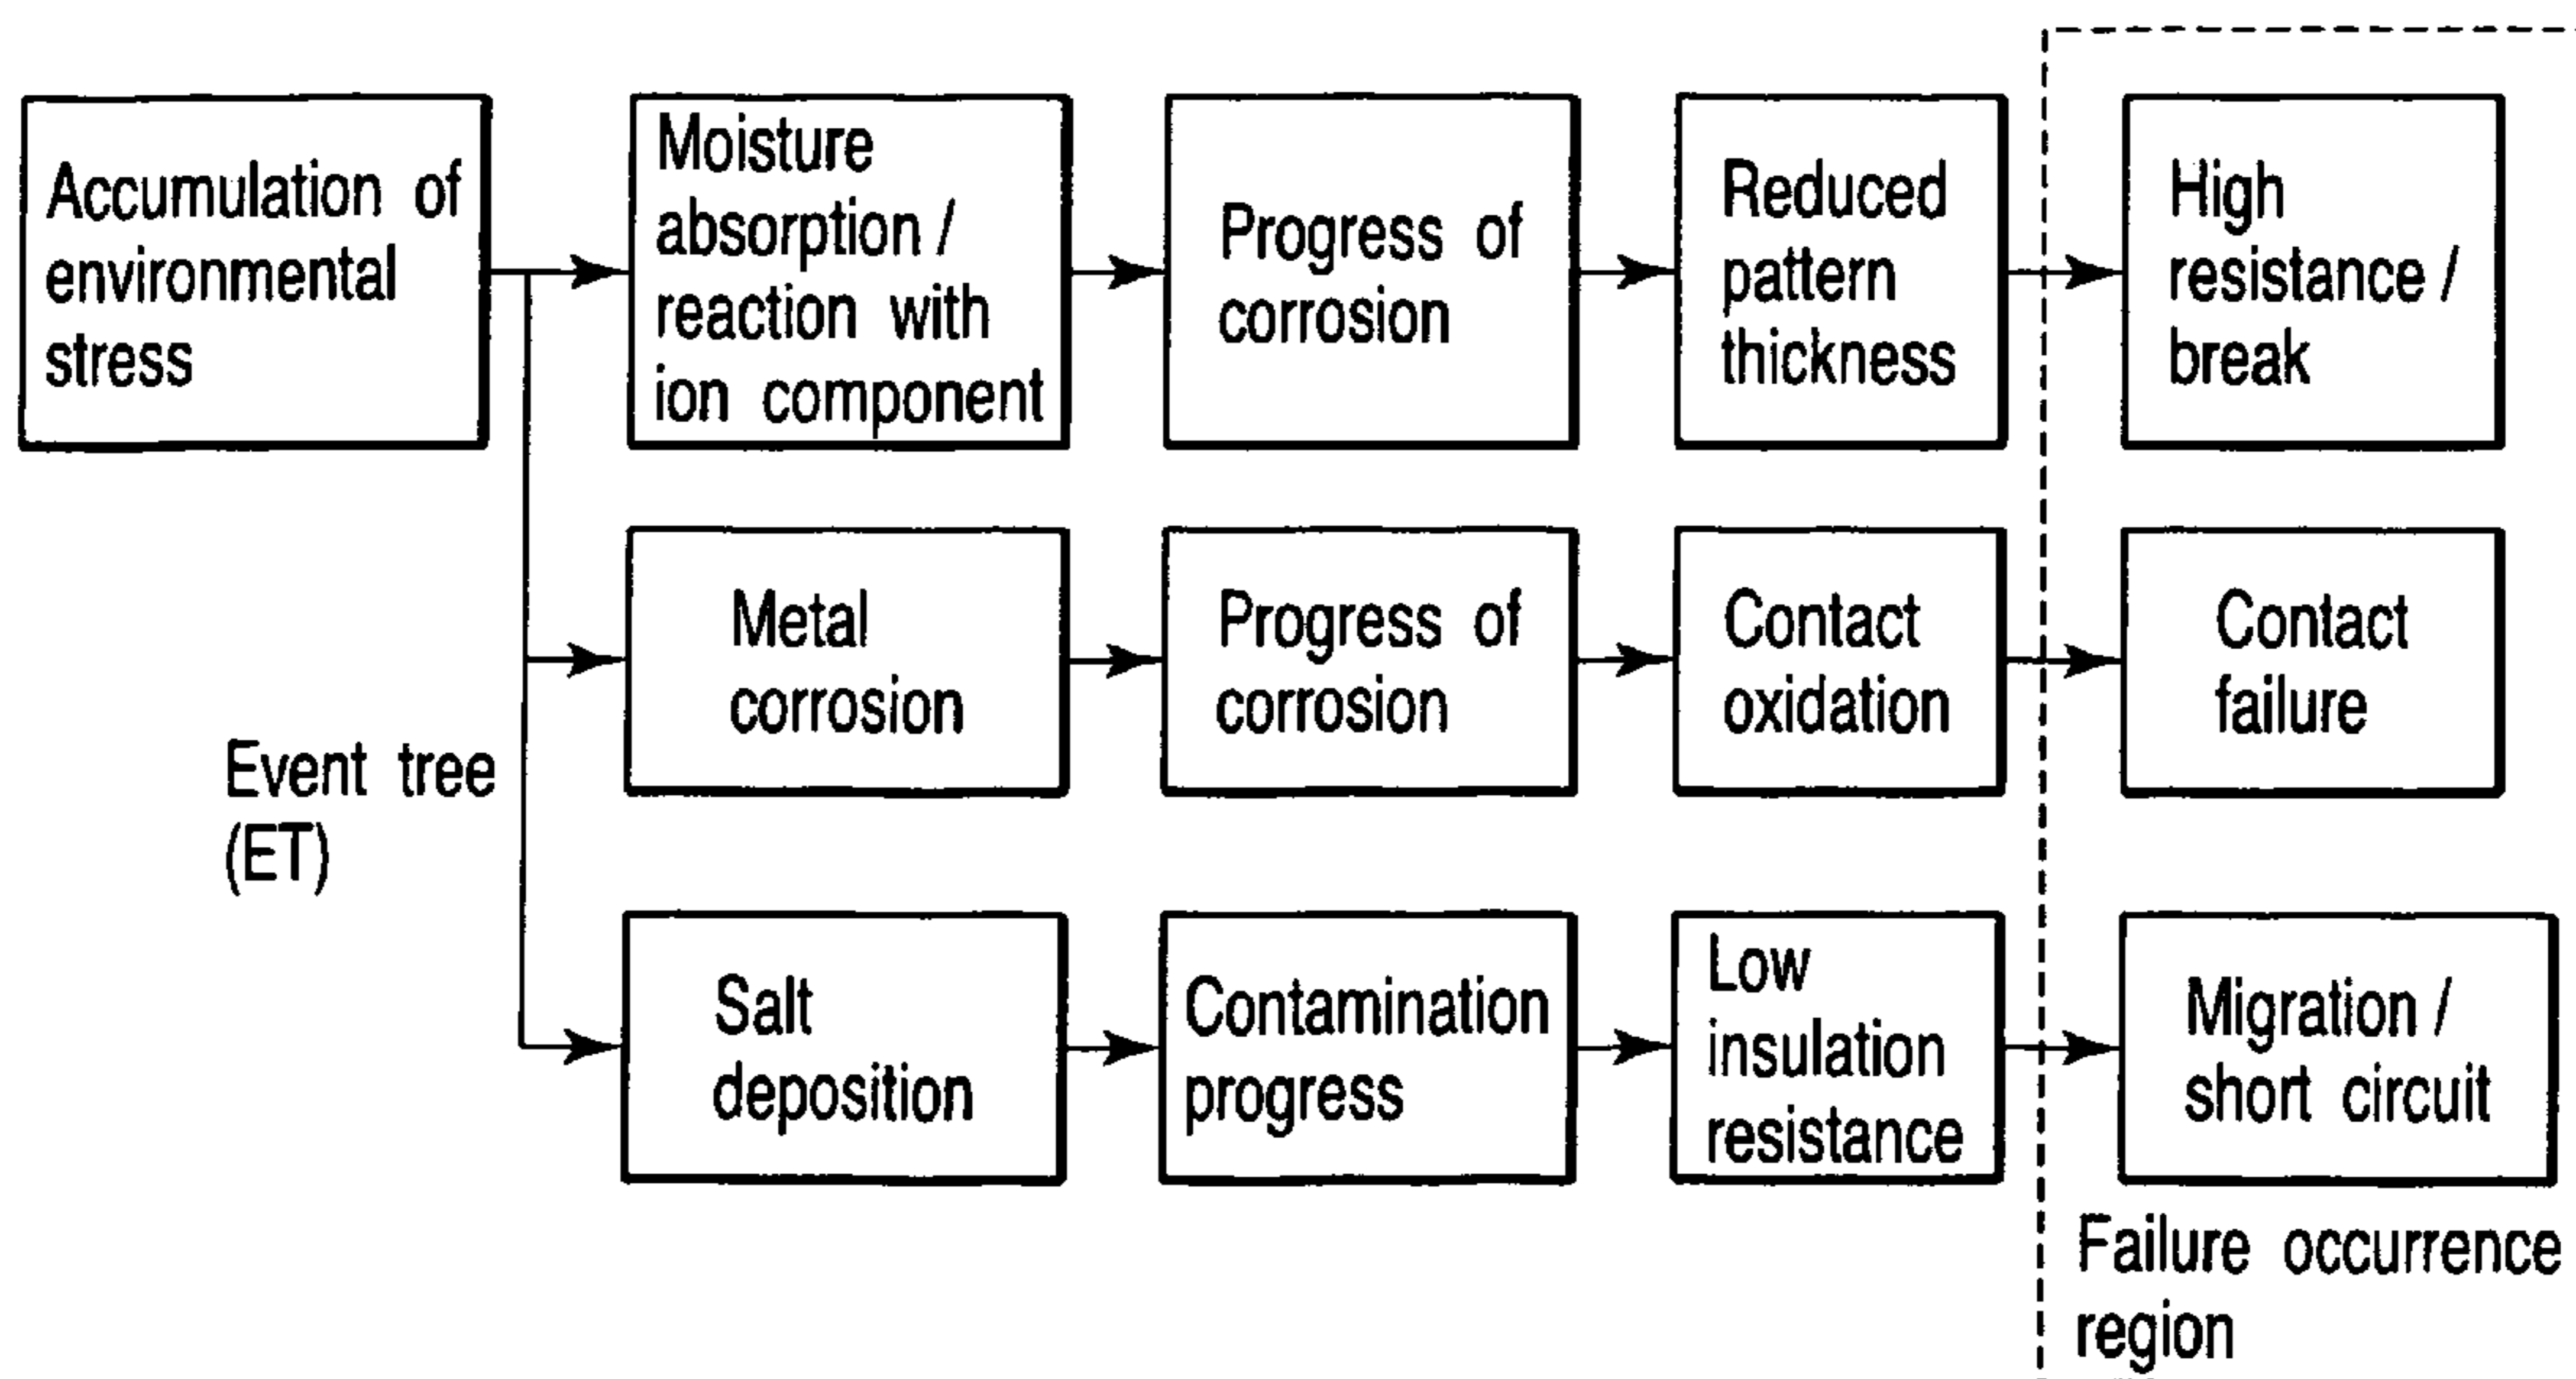 Accumulation of
environmental
stress
Moisture
absorption /
reaction with
ion component
Progress of
corrosion
Reduced
pattern
thickness
High
resistance /
break
Metal
corrosion
Progress of
corrosion
Contact
oxidation
Contact
failure
Event tree
(ET)
Salt
deposition
Contamination
progress
Low
insulation
resistance
Migration /
short circuit
Failure occurrence
region